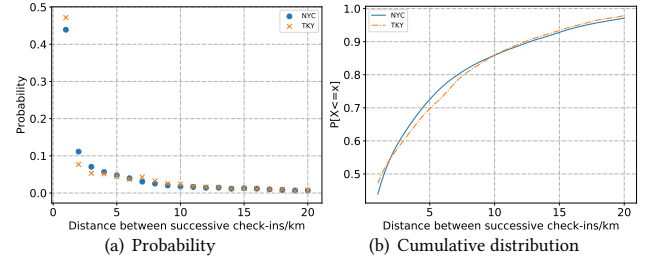 0.5
0.4
0.3
0.2
0.1
0.0
Probability
NYC
TKY
0
5
10
15
20
Distance between successive check-ins/km
(a) Probability
1.0
0.9
0.8
0.7
0.6
0.5
P[X<=x]
NYC
TKY
5
10
15
20
Distance between successive check-ins/km
(b) Cumulative distribution